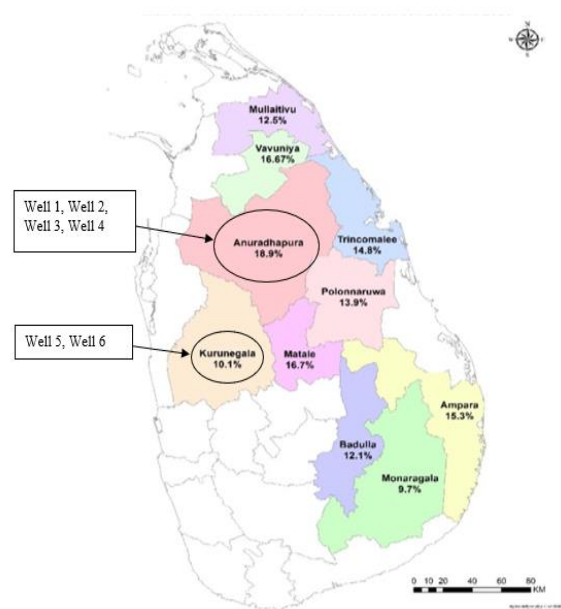 N
W
E
S
Mullaitivu
12.5%
Vavuniya
16.67%
Well 1, Well 2,
Well 3, Well 4
Anuradhapura
18.9%
Trincomalee
14.8%
Polonnaruwa
13.9%
Well 5, Well 6
Kurunegala
10.1%
Matale
16.7%
Ampara
15.3%
Badulla
12.1%
Monaragala
9.7%
0 10 20 40 60 80
KM